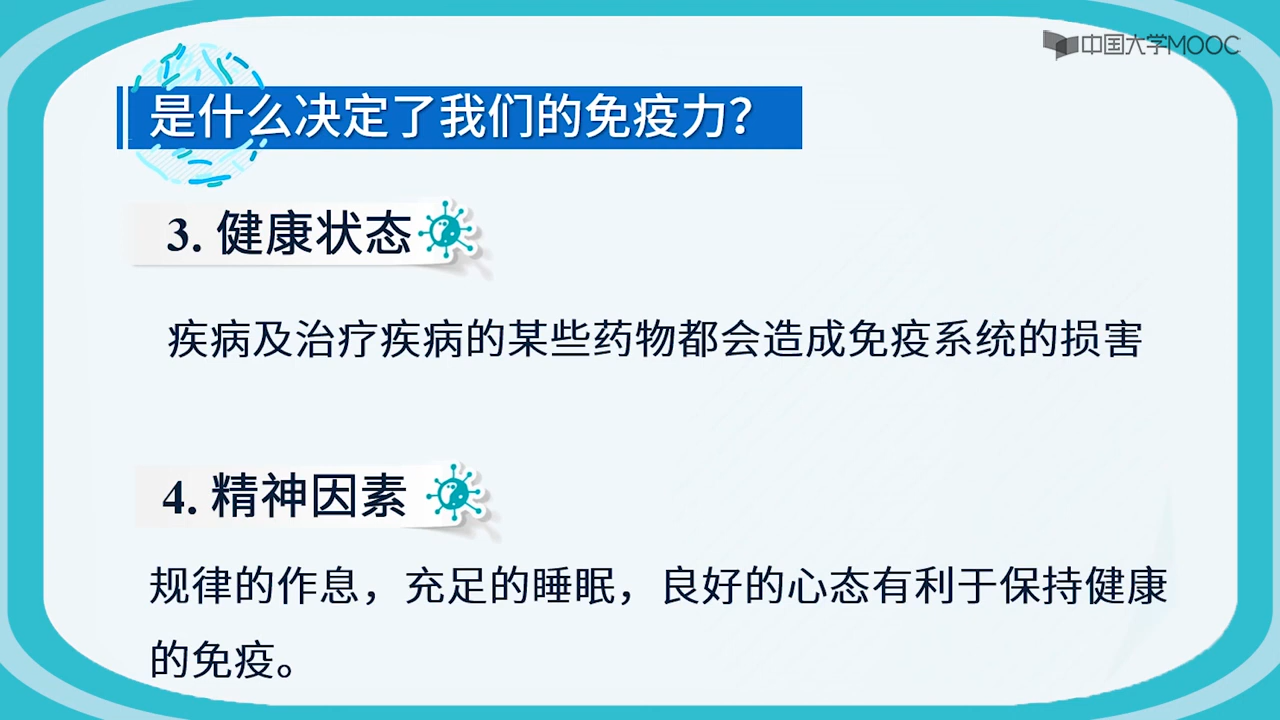 中国大学MOOC
是什么决定了我们的免疫力？
3. 健康状态
疾病及治疗疾病的某些药物都会造成免疫系统的损害
4. 精神因素
规律的作息，充足的睡眠，良好的心态有利于保持健康
的免疫。